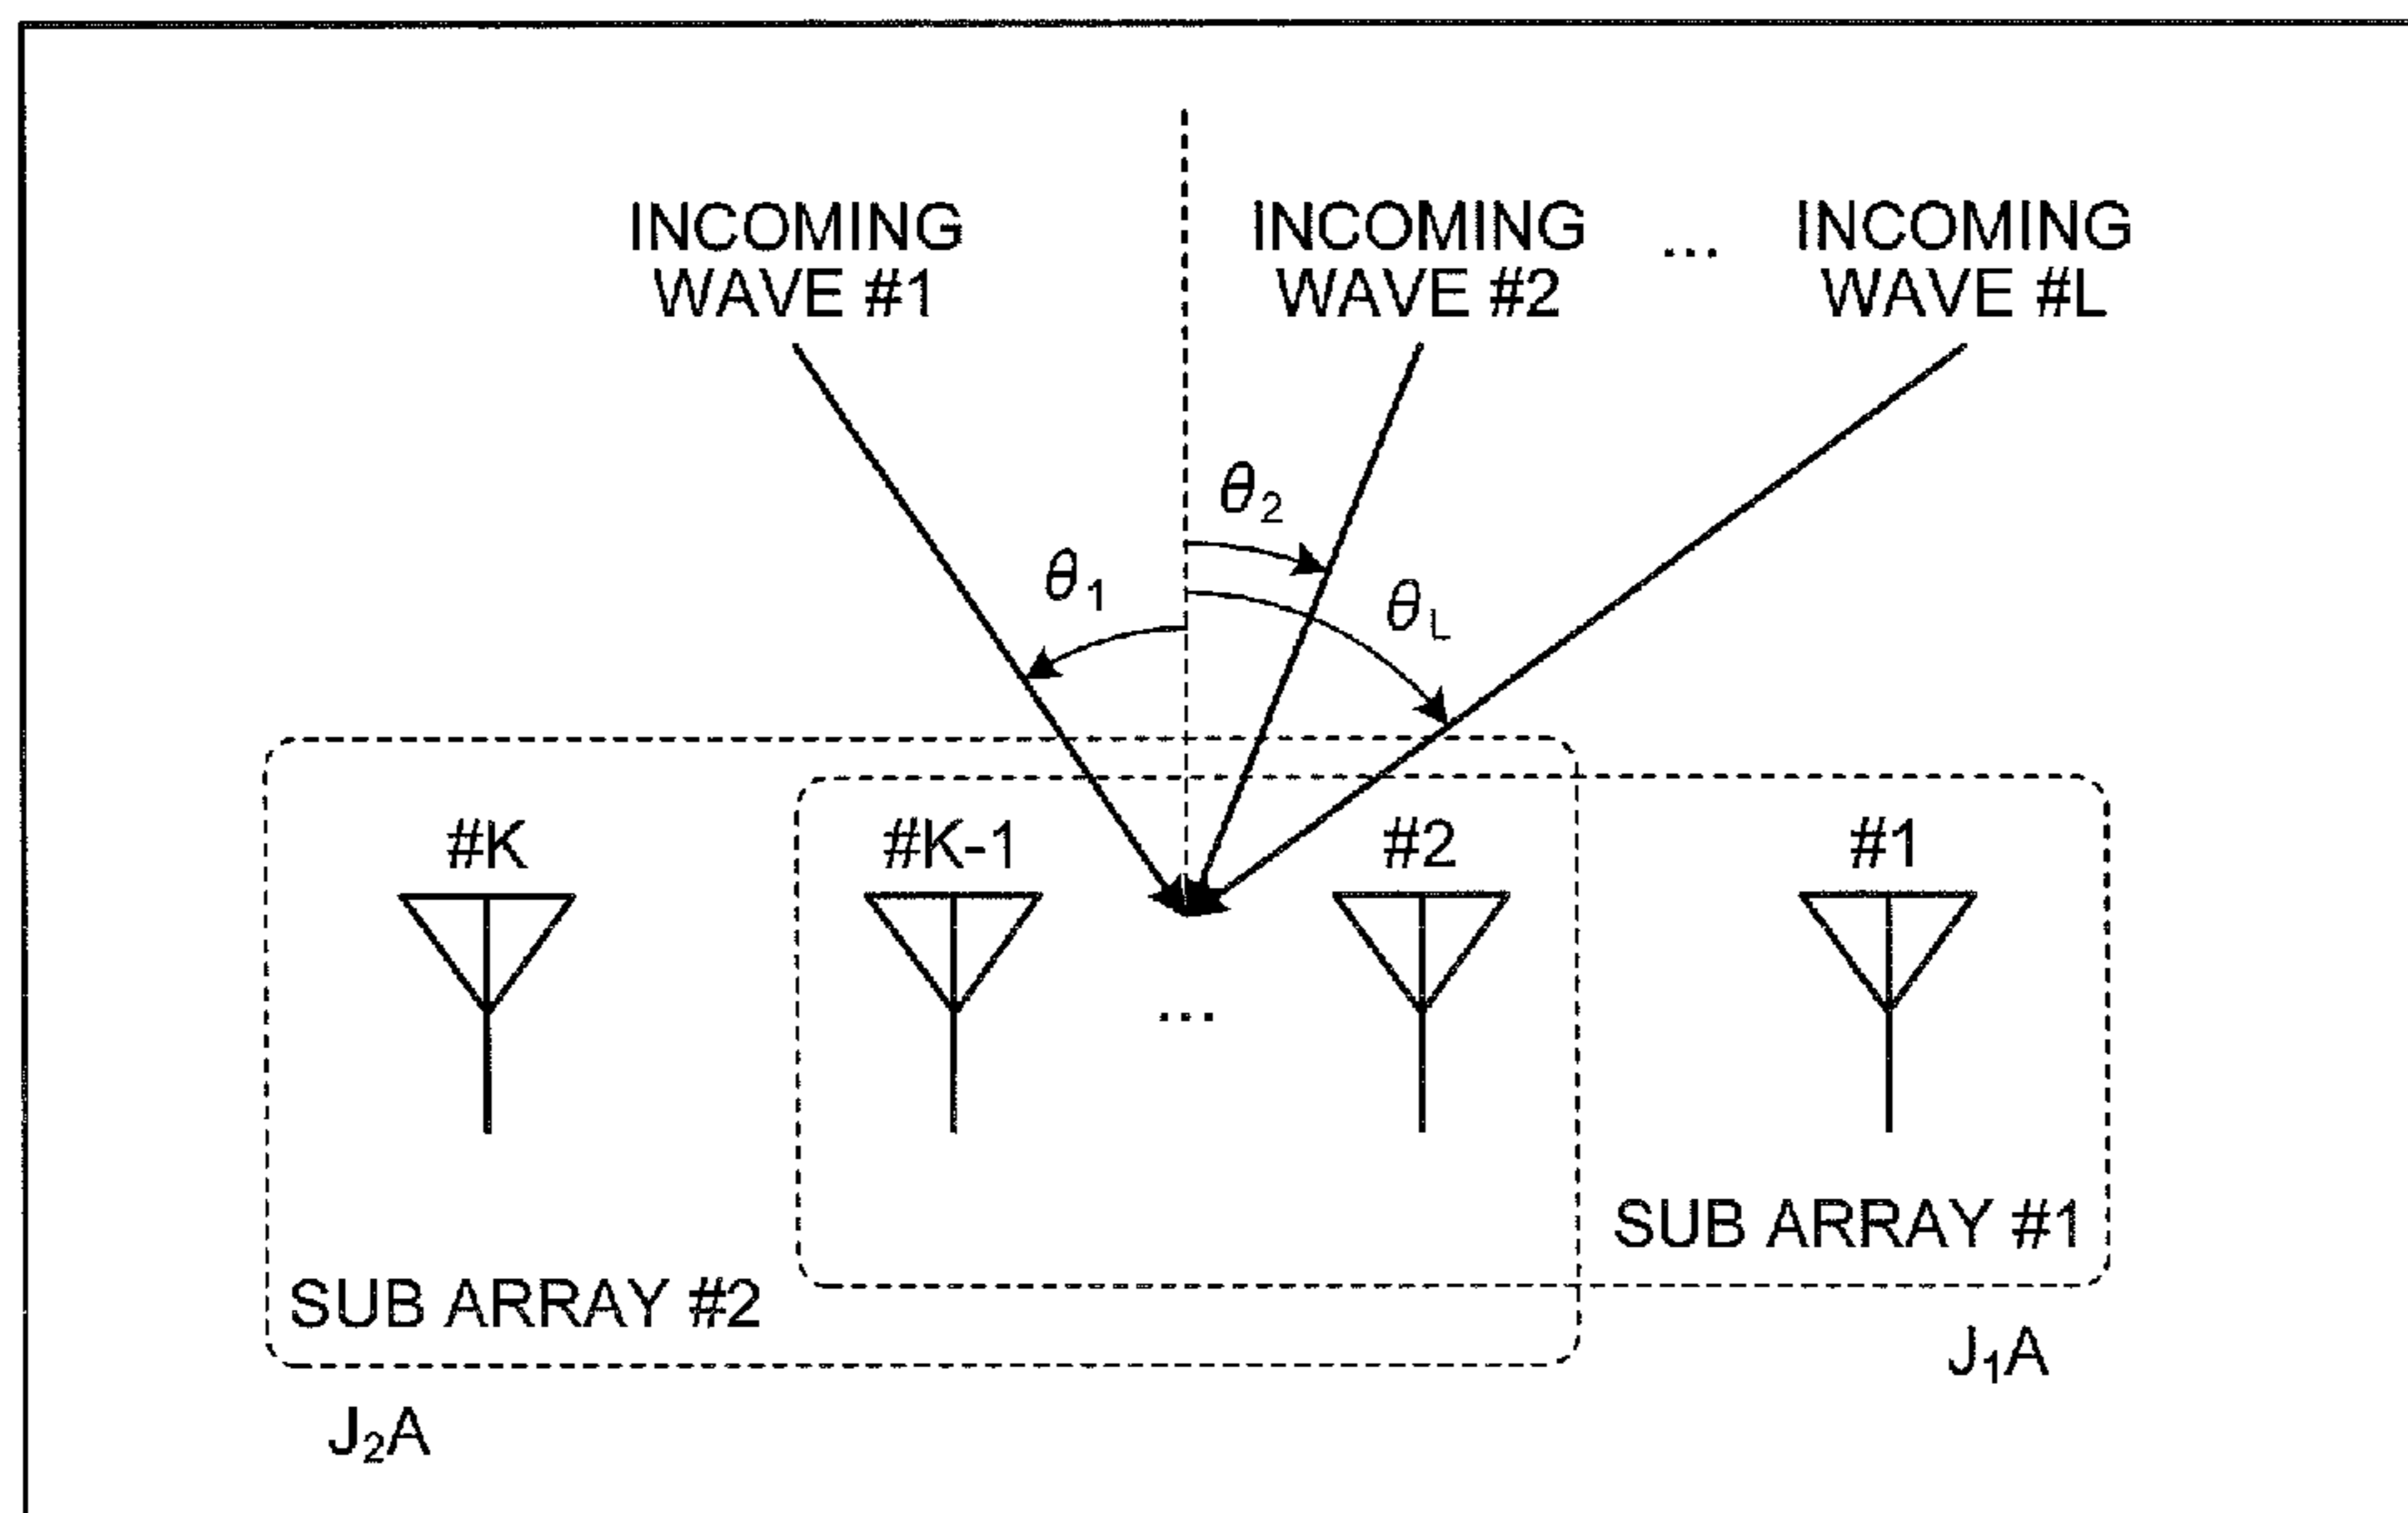 INCOMING
WAVE #1
INCOMING
WAVE #2
...
INCOMING
WAVE #L
θ2
θ1
θL
#K
#K-1
...
#2
#1
SUB ARRAY #1
SUB ARRAY #2
J1A
J2A